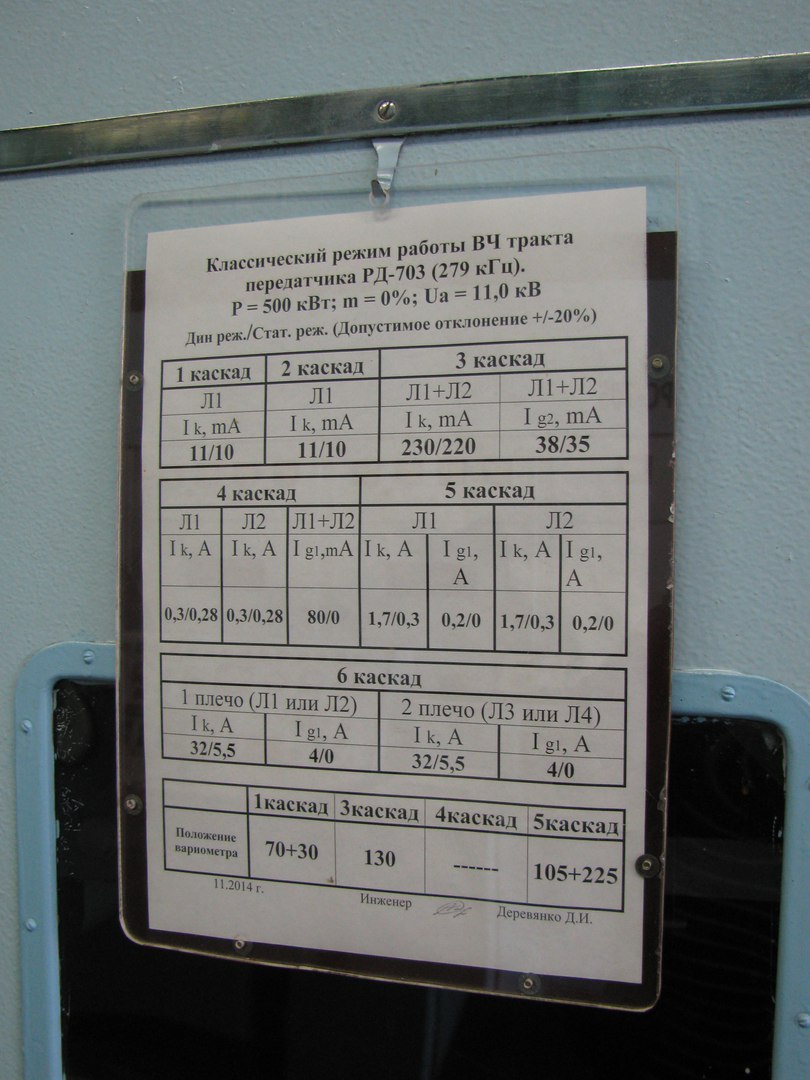 Классический режим работы ВЧ тракта
передатчика РД-703 (279 кГц).
P = 500 кВт; m = 0%; Ua = 11,0 кВ
Дин реж./Стат. реж. (Допустимое отклонение +/-20%)
1 каскад 2 каскад 3 каскад
Л1 Л1 Л1+Л2 Л1+Л2
I k, mA I k, mA I k, mA I g2, mA
11/10 11/10 230/220 38/35
4 каскад 5 каскад
Л1 Л2 Л1+Л2 Л1 Л2
I k, A I k, A I g1,mA I k, A I g1, I k, A I g1,
A A
0,3/0,28 0,3/0,28 80/0 1,7/0,3 0,2/0 1,7/0,3 0,2/0
6 каскад
1 плечо (Л1 или Л2) 2 плечо (Л3 или Л4)
I k, A I g1, A I k, A I g1, A
32/5,5 4/0 32/5,5 4/0
1каскад 3каскад 4каскад 5каскад
Положение
вариометра 70+30 130 ------ 105+225
11.2014 г. Инженер Деревянко Д.И.